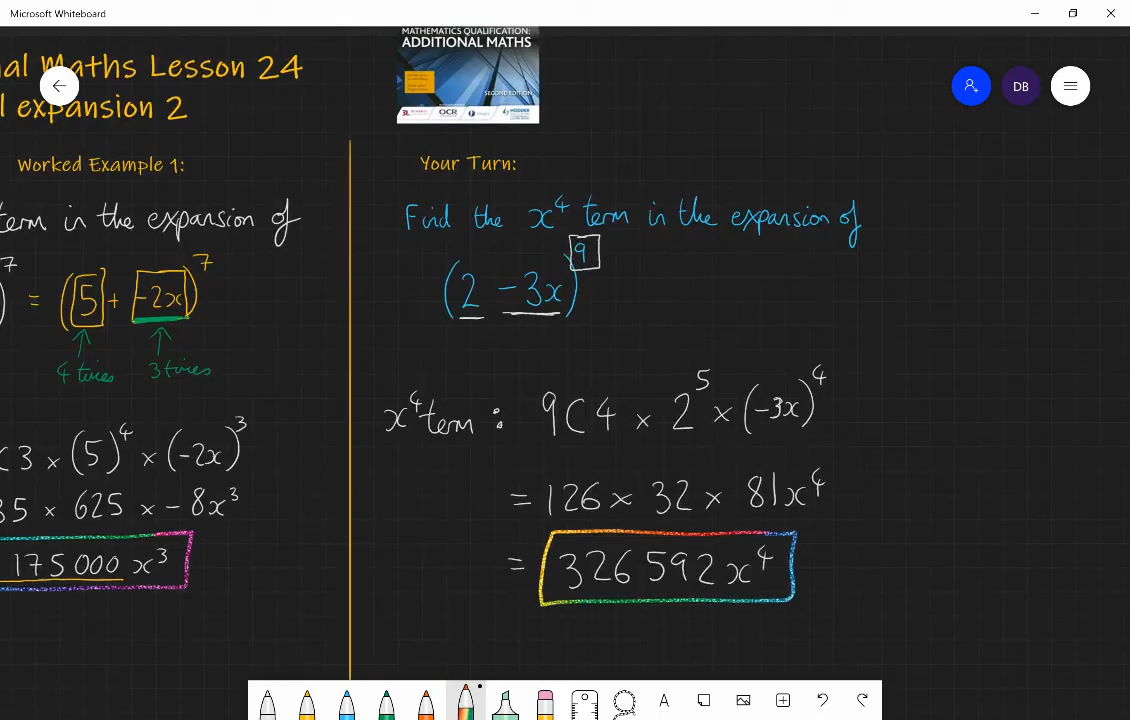 Microsoft Whiteboard
MATHEMATICS QUALIFICATION:
ADDITIONAL MATHS
SECOND EDITION
OCR
DB
al Maths Lesson 24
l expansion 2
Worked Example 1:
term in the expansion of
)⁷ = (5 + -2x)⁷
4 times 3 times
C 3 × (5)⁴ × (-2x)³
35 × 625 × -8x³
175 000 x³
Your Turn:
Find the x⁴ term in the expansion of
(2 -3x)⁹
x⁴ term : 9C4 × 2⁵ × (-3x)⁴
= 126 × 32 × 81x⁴
= 326 592 x⁴
A